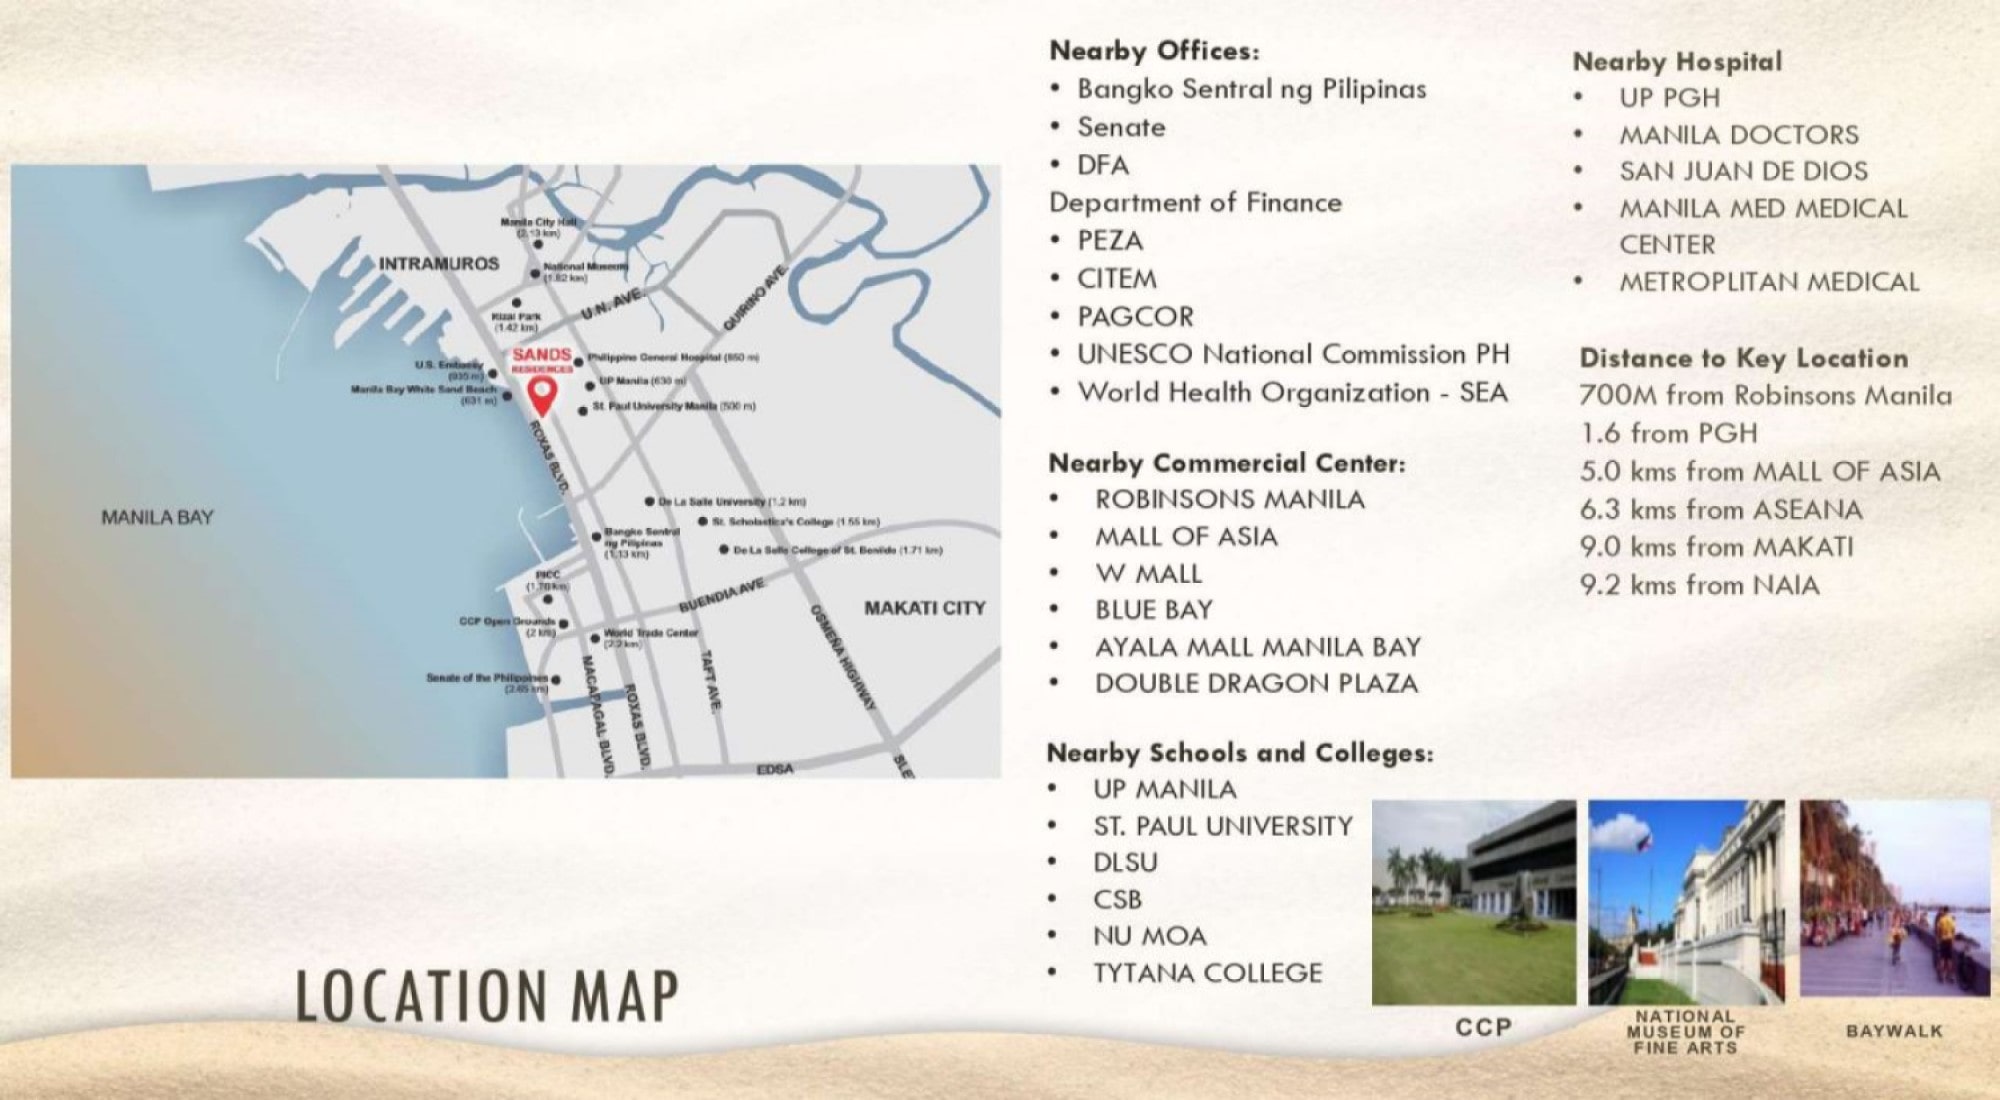 Manila City Hall
(2.13 km)
INTRAMUROS
National Museum
(1.82 km)
U.N. AVE.
QUIRINO AVE.
Rizal Park
(1.42 km)
SANDS
RESIDENCES
Philippine General Hospital (850 m)
U.S. Embassy
(935 m)
UP Manila (630 m)
Manila Bay White Sand Beach
(631 m)
St. Paul University Manila (500 m)
ROXAS BLVD.
MANILA BAY
De La Salle University (1.2 km)
St. Scholastica's College (1.55 km)
Bangko Sentral
ng Pilipinas
(1.13 km)
De La Salle College of St. Benilde (1.71 km)
PICC
(1.78 km)
BUENDIA AVE
MAKATI CITY
CCP Open Grounds
(2 km)
World Trade Center
(2.2 km)
OSMEÑA HIGHWAY
Senate of the Philippines
(2.65 km)
MACAPAGAL BLVD.
ROXAS BLVD.
TAFT AVE.
EDSA
SLE
LOCATION MAP
Nearby Offices:
• Bangko Sentral ng Pilipinas
• Senate
• DFA
Department of Finance
• PEZA
• CITEM
• PAGCOR
• UNESCO National Commission PH
• World Health Organization - SEA
Nearby Commercial Center:
• ROBINSONS MANILA
• MALL OF ASIA
• W MALL
• BLUE BAY
• AYALA MALL MANILA BAY
• DOUBLE DRAGON PLAZA
Nearby Schools and Colleges:
• UP MANILA
• ST. PAUL UNIVERSITY
• DLSU
• CSB
• NU MOA
• TYTANA COLLEGE
Nearby Hospital
• UP PGH
• MANILA DOCTORS
• SAN JUAN DE DIOS
• MANILA MED MEDICAL
CENTER
• METROPLITAN MEDICAL
Distance to Key Location
700M from Robinsons Manila
1.6 from PGH
5.0 kms from MALL OF ASIA
6.3 kms from ASEANA
9.0 kms from MAKATI
9.2 kms from NAIA
CCP
NATIONAL
MUSEUM OF
FINE ARTS
BAYWALK